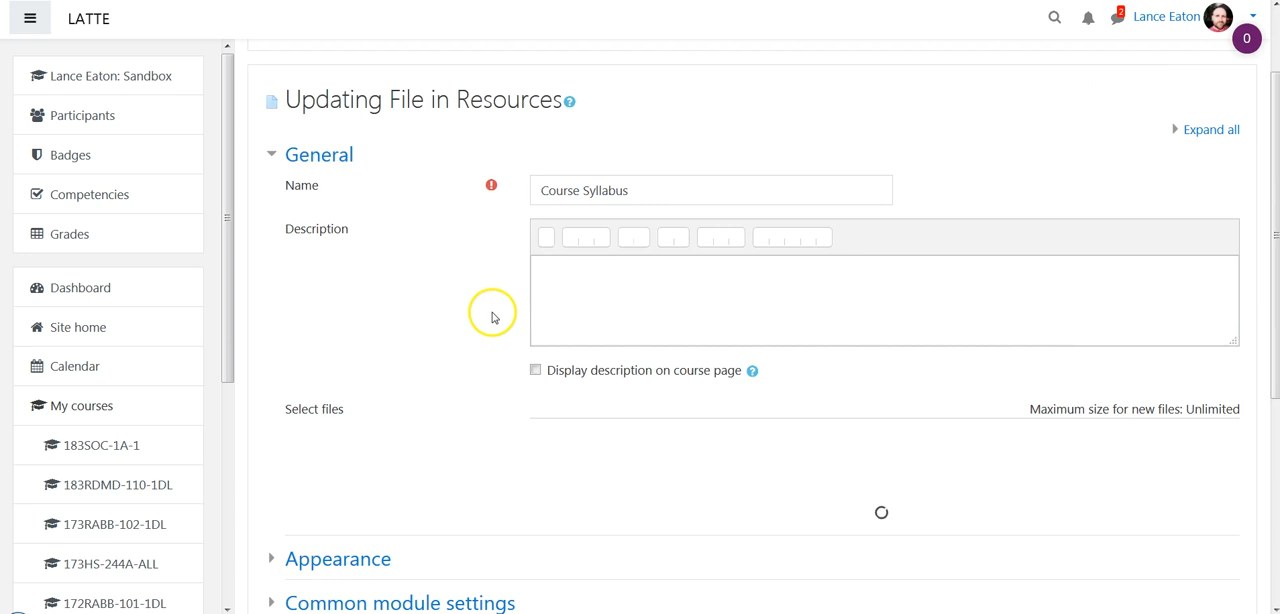 LATTE
2
Lance Eaton
0
Lance Eaton: Sandbox
Participants
Badges
Competencies
Grades
Dashboard
Site home
Calendar
My courses
183SOC-1A-1
183RDMD-110-1DL
173RABB-102-1DL
173HS-244A-ALL
172RABB-101-1DL
Updating File in Resources
Expand all
General
Name
Course Syllabus
Description
Display description on course page
Select files
Maximum size for new files: Unlimited
Appearance
Common module settings